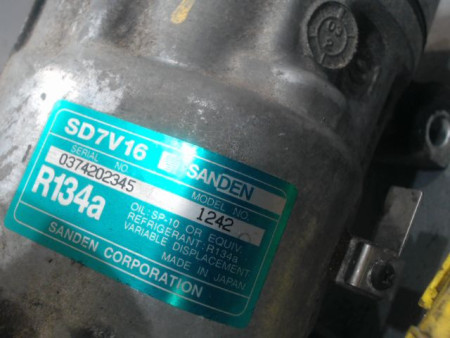 SD7V16 SANDEN
SERIAL NO.
0374202345
MODEL NO.
1242
R134a
OIL: SP-10 OR EQUIV.
REFRIGERANT: R134a
VARIABLE DISPLACEMENT
MADE IN JAPAN
SANDEN CORPORATION